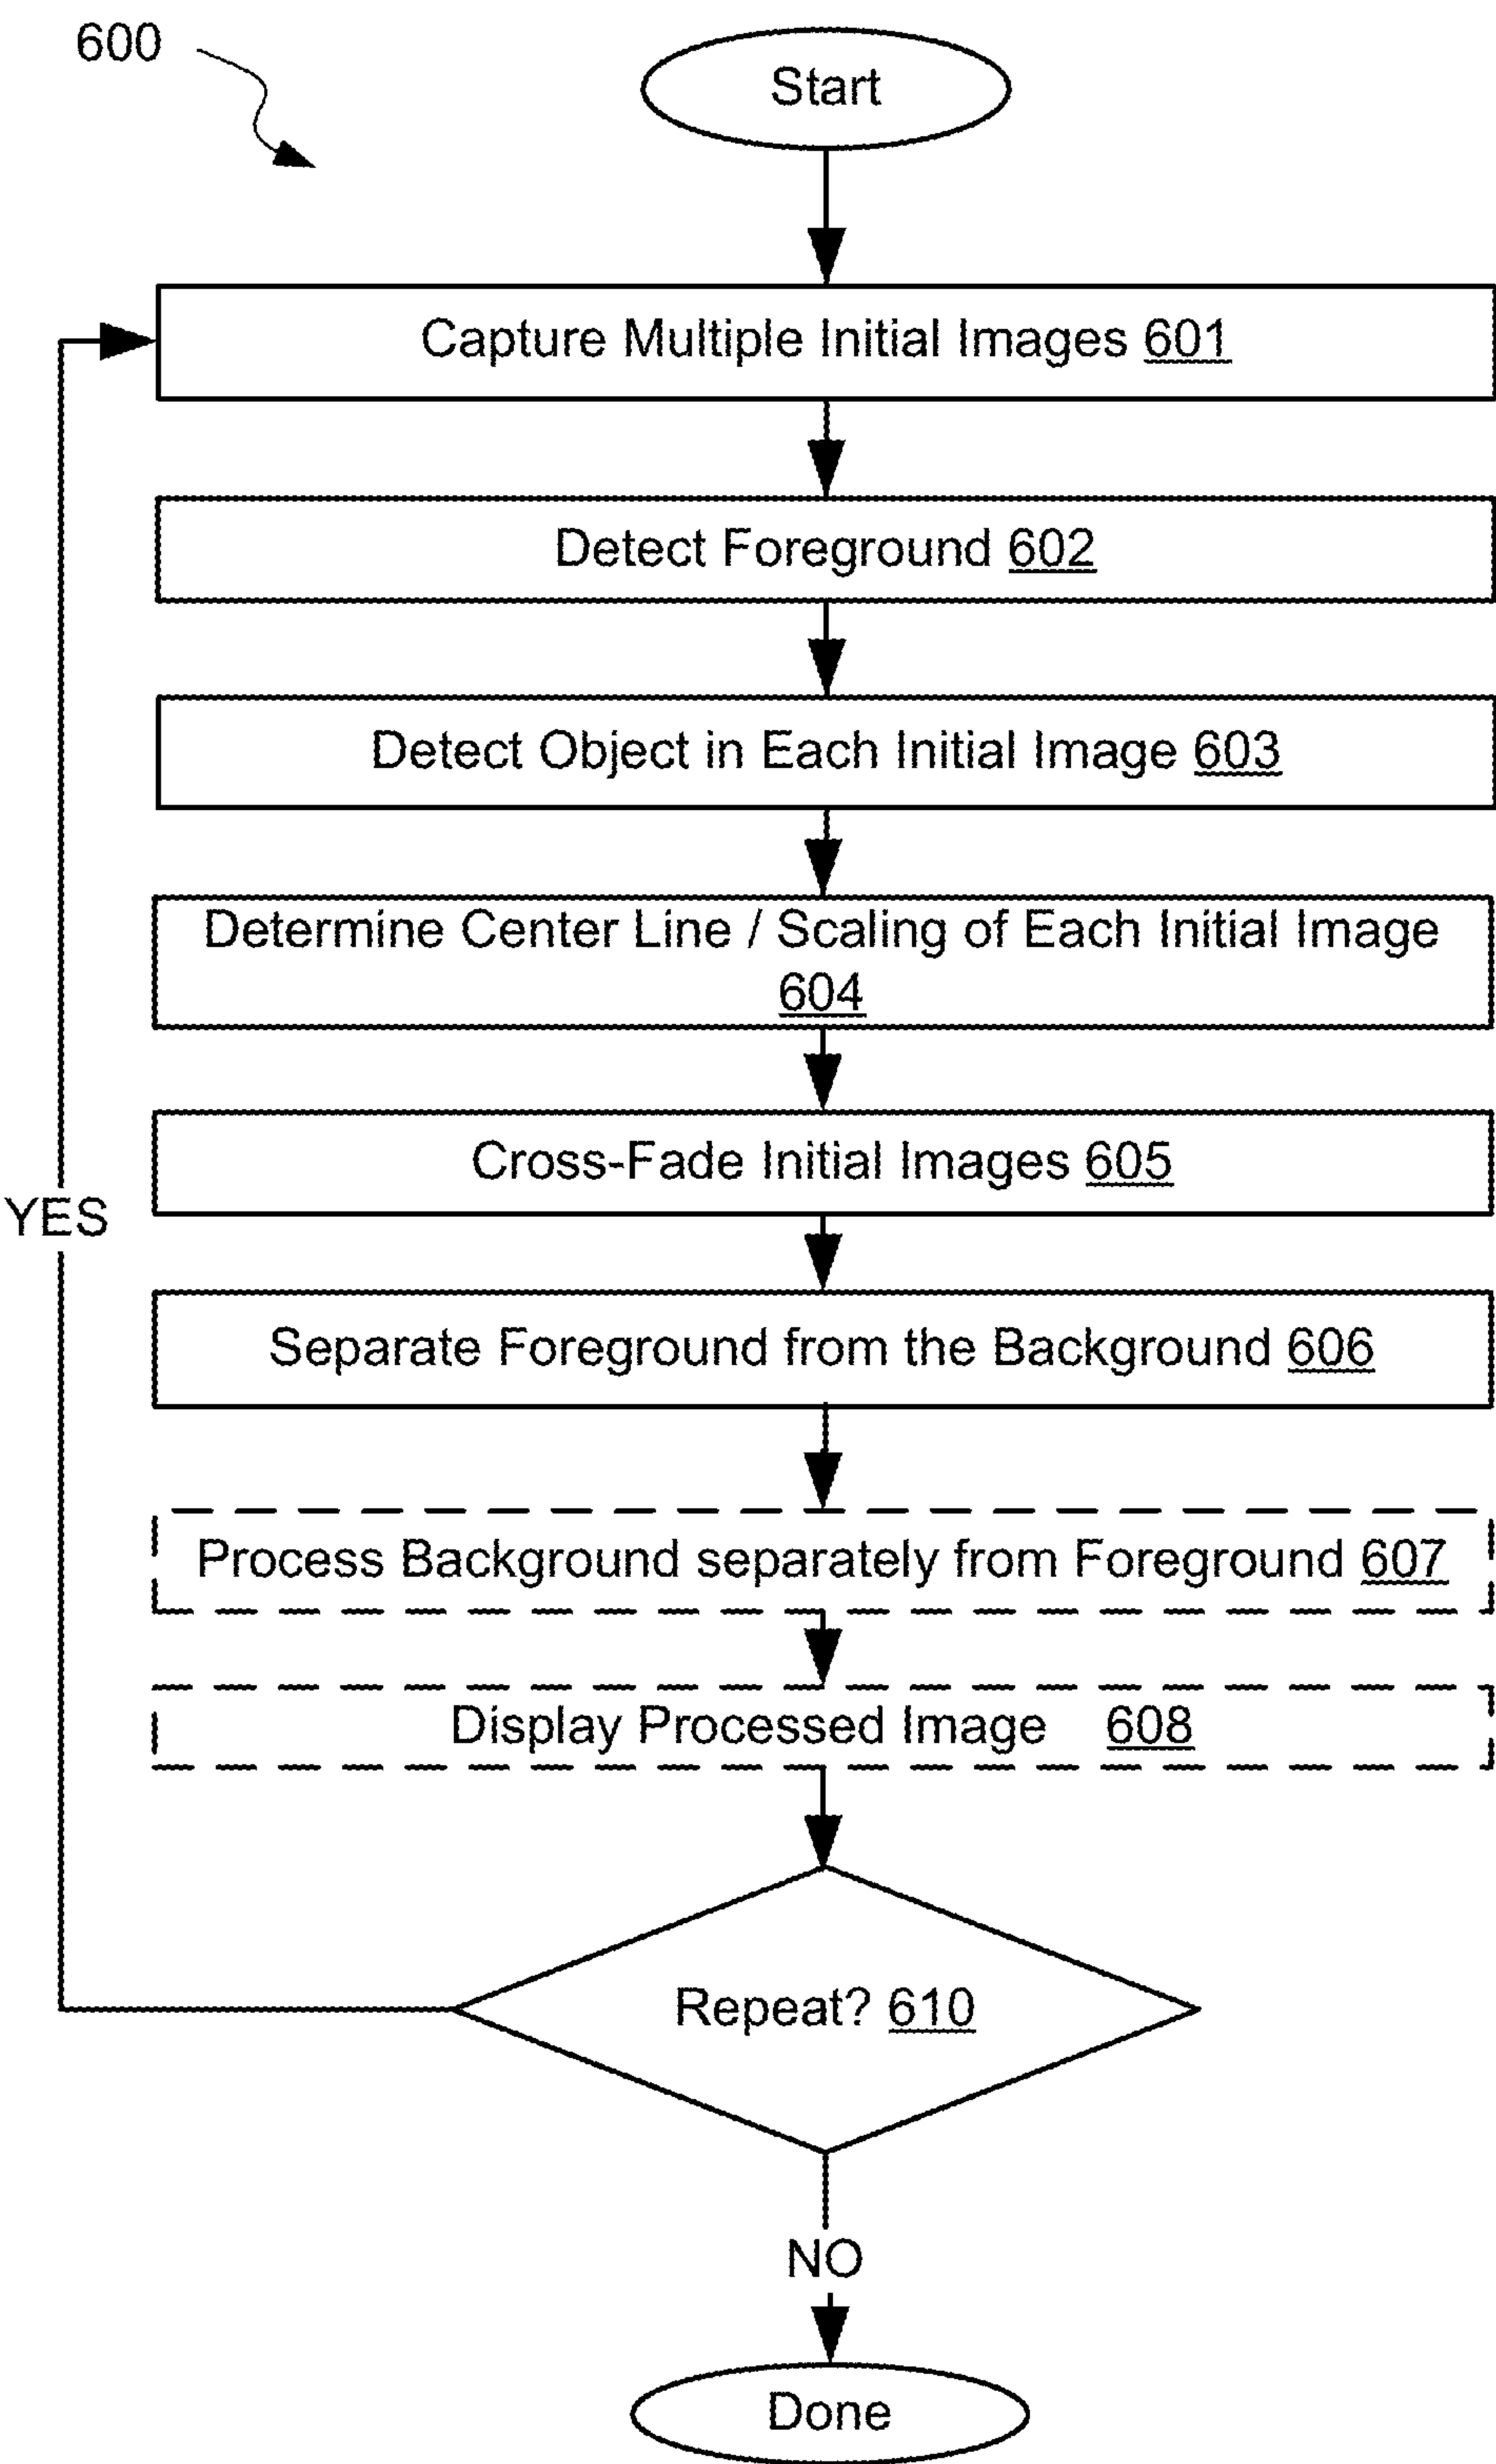 600
Start
Capture Multiple Initial Images 601
Detect Foreground 602
Detect Object in Each Initial Image 603
Determine Center Line / Scaling of Each Initial Image
604
Cross-Fade Initial Images 605
YES
Separate Foreground from the Background 606
Process Background separately from Foreground 607
Display Processed Image 608
Repeat? 610
NO
Done